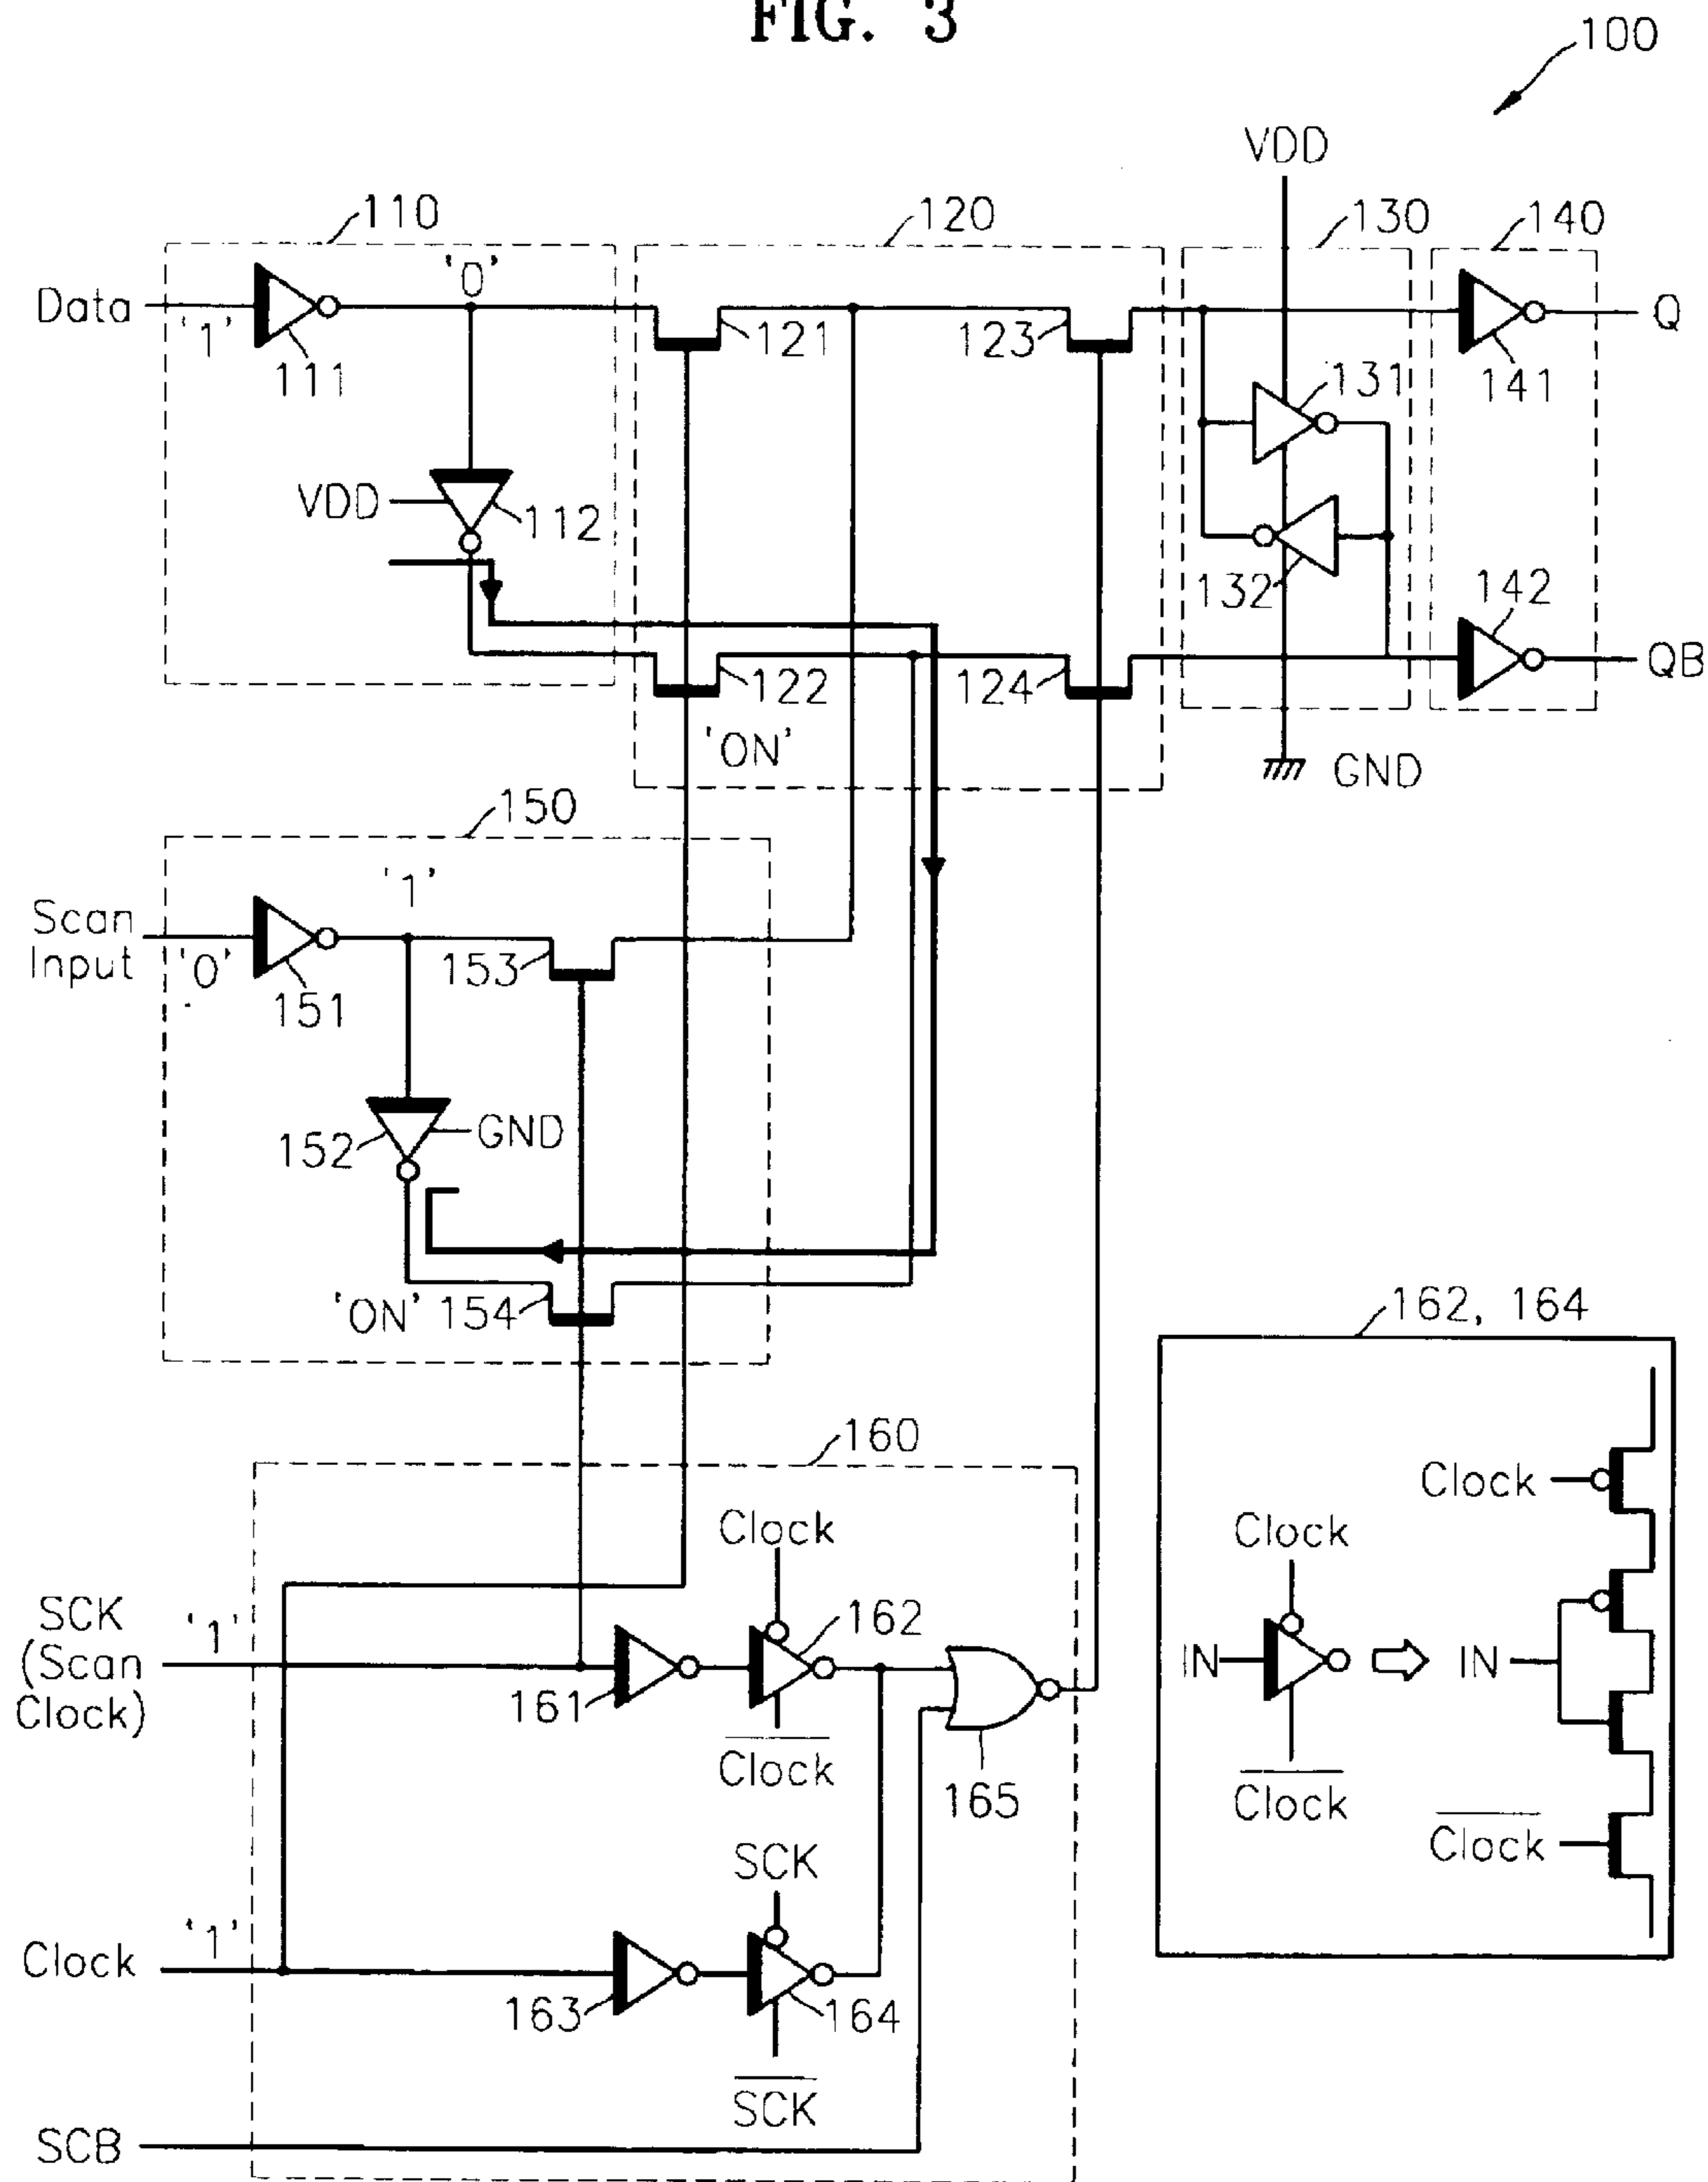 FIG. 3
100
VDD
110
120
130
140
Data
'1'
'0'
111
121
123
141
Q
131
VDD
112
132
142
122
124
QB
'ON'
GND
150
Scan
Input
'0'
'1'
151
153
152
GND
'ON'
154
162, 164
160
Clock
Clock
Clock
SCK
(Scan
Clock)
'1'
161
162
Clock
165
IN
IN
Clock
Clock
SCK
Clock
'1'
163
164
SCK
SCB